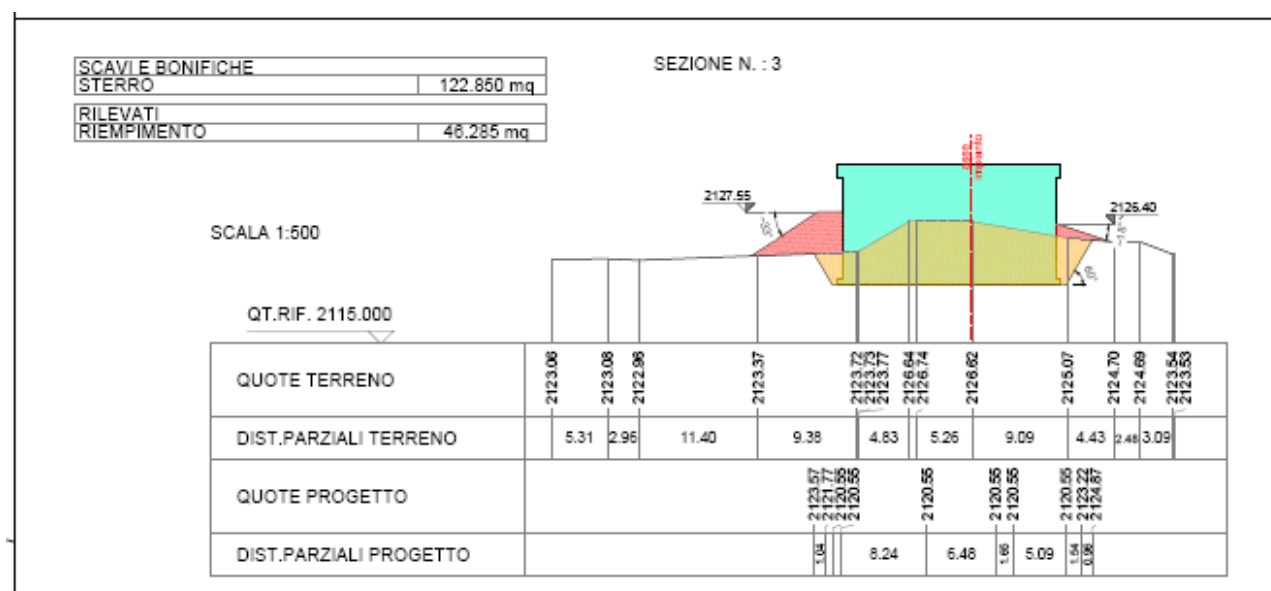 SCAVI E BONIFICHE
STERRO 122.850 mq
RILEVATI
RIEMPIMENTO 46.285 mq
SEZIONE N. : 3
asse
impianto
2127.55
2126.40
SCALA 1:500
QT.RIF. 2115.000
QUOTE TERRENO 2123.06 2123.08 2122.96 2123.37 2123.72 2123.73 2123.77 2126.64 2126.74 2126.62 2125.07 2124.70 2124.69 2123.54 2123.53
DIST.PARZIALI TERRENO 5.31 2.96 11.40 9.38 4.83 5.26 9.09 4.43 2.48 3.09
QUOTE PROGETTO 2123.57 2121.77 2120.55 2120.55 2120.55 2120.55 2120.55 2120.55 2123.22 2124.87
DIST.PARZIALI PROGETTO 1.04 8.24 6.48 1.66 5.09 1.54 0.96